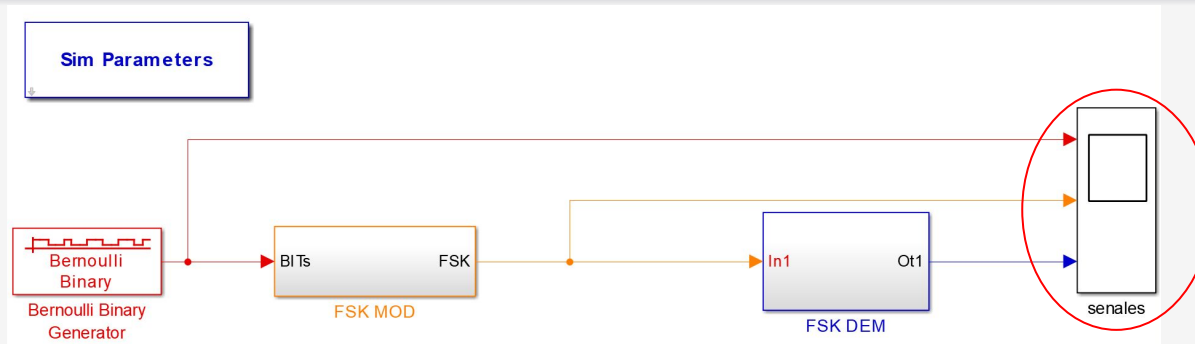 Sim Parameters
Bernoulli
Binary
Bernoulli Binary
Generator
BITs
FSK
FSK MOD
In1
Ot1
FSK DEM
senales